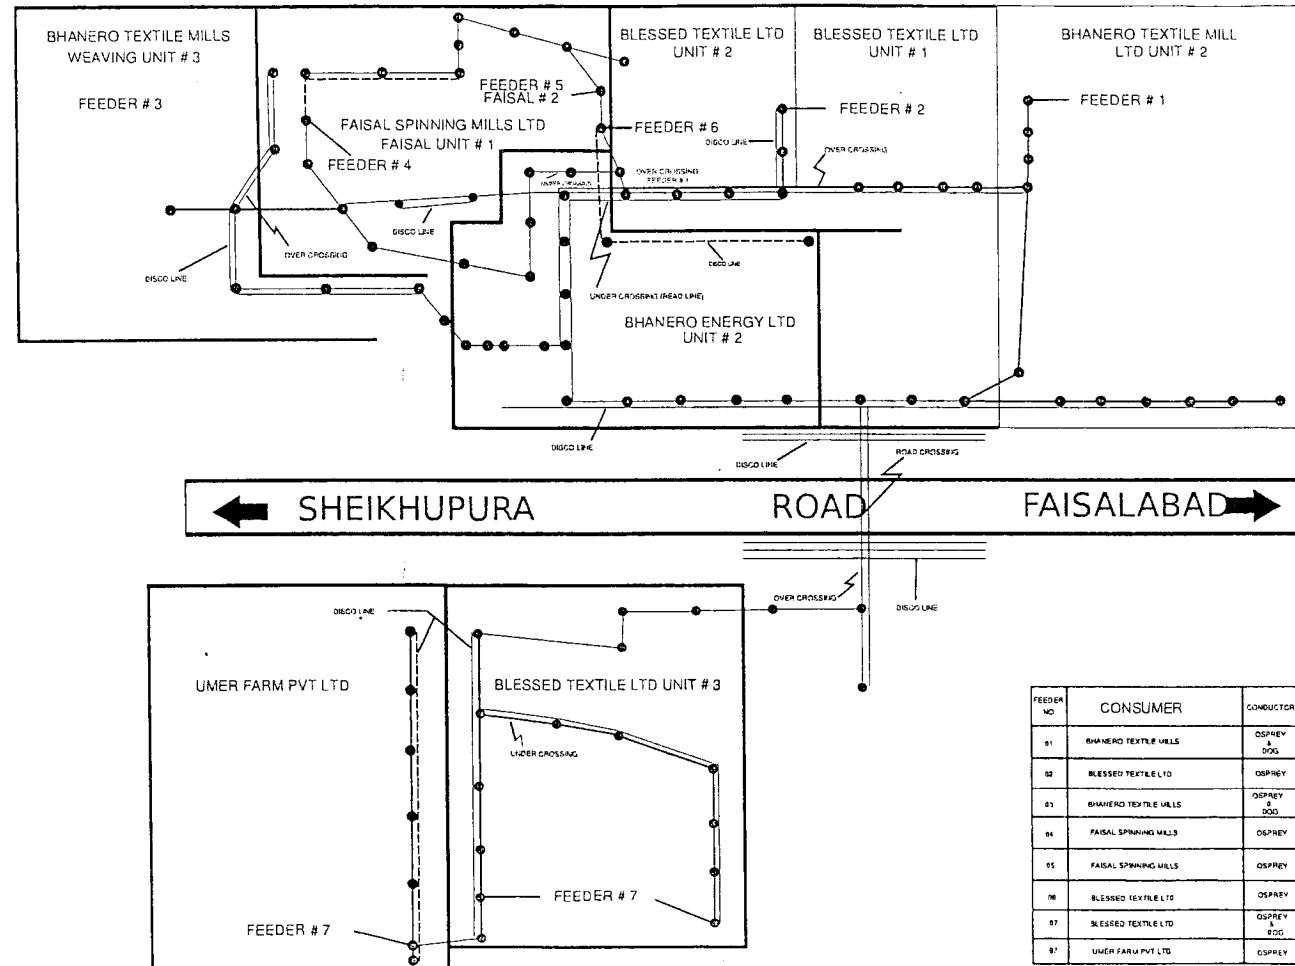 BHANERO TEXTILE MILLS
WEAVING UNIT # 3
FEEDER # 3
FEEDER # 5
FAISAL # 2
FAISAL SPINNING MILLS LTD
FAISAL UNIT # 1
FEEDER # 4
BLESSED TEXTILE LTD
UNIT # 2
BLESSED TEXTILE LTD
UNIT # 1
BHANERO TEXTILE MILL
LTD UNIT # 2
FEEDER # 1
FEEDER # 2
FEEDER # 6
DISCO LINE
OVER CROSSING
OVER CROSSING
FEEDER # 1
DISCO LINE
OVER CROSSING
DISCO LINE
DISCO LINE
UNDER CROSSING (READ LINE)
BHANERO ENERGY LTD
UNIT # 2
DISCO LINE
DISCO LINE
ROAD CROSSING
SHEIKHUPURA ROAD FAISALABAD
OVER CROSSING
DISCO LINE
DISCO LINE
UMER FARM PVT LTD
BLESSED TEXTILE LTD UNIT # 3
UNDER CROSSING
FEEDER # 7
FEEDER # 7
FEEDER NO CONSUMER CONDUCTOR
01 BHANERO TEXTILE MILLS OSPREY & DOG
02 BLESSED TEXTILE LTD OSPREY
03 BHANERO TEXTILE MILLS OSPREY & DOG
04 FAISAL SPINNING MILLS OSPREY
05 FAISAL SPINNING MILLS OSPREY
06 BLESSED TEXTILE LTD OSPREY
07 BLESSED TEXTILE LTD OSPREY & DOG
07 UMER FARM PVT LTD OSPREY